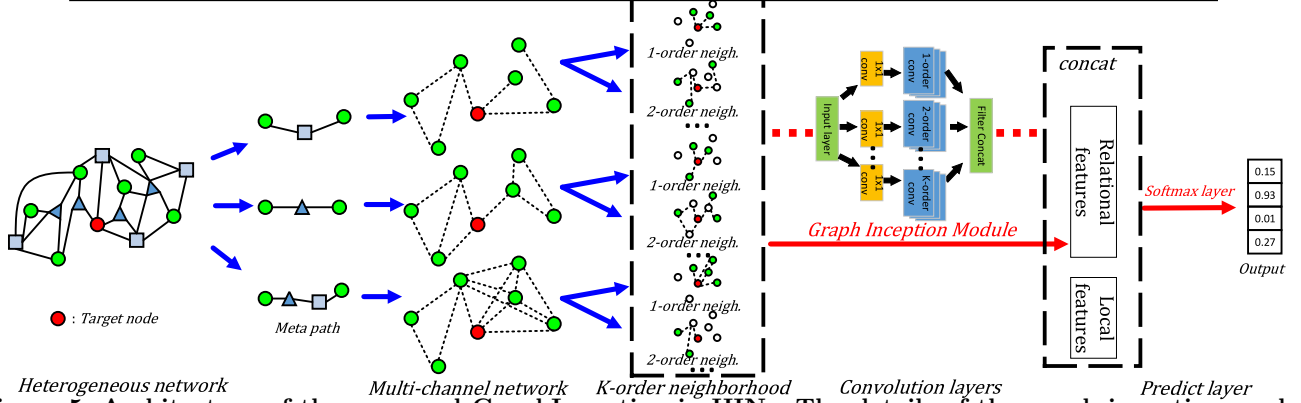 1-order neigh.
2-order neigh.
1-order neigh.
2-order neigh.
1-order neigh.
2-order neigh.
Input layer
1x1 conv
1x1 conv
1x1 conv
1-order conv
2-order conv
K-order conv
Filter Concat
Graph Inception Module
concat
Relational features
Local features
Softmax layer
0.15
0.93
0.01
0.27
Output
: Target node
Meta path
Heterogeneous network
Multi-channel network
K-order neighborhood
Convolution layers
Predict layer